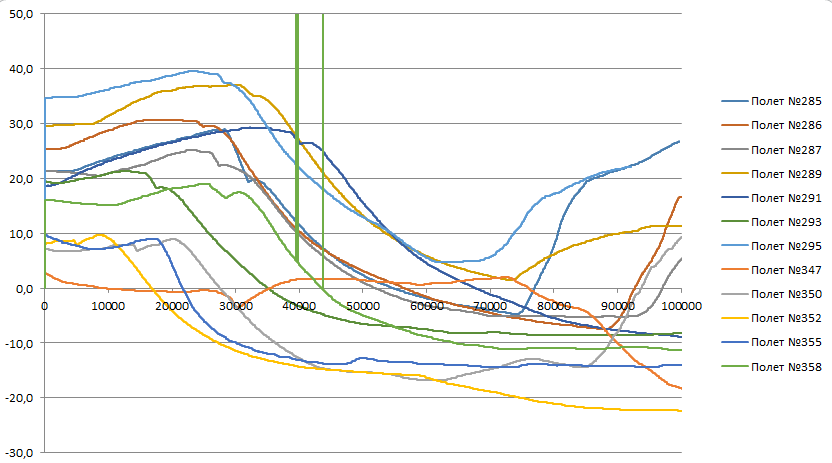 50,0
40,0
30,0
20,0
10,0
0,0
-10,0
-20,0
-30,0
0 10000 20000 30000 40000 50000 60000 70000 80000 90000 100000
Полет №285
Полет №286
Полет №287
Полет №289
Полет №291
Полет №293
Полет №295
Полет №347
Полет №350
Полет №352
Полет №355
Полет №358